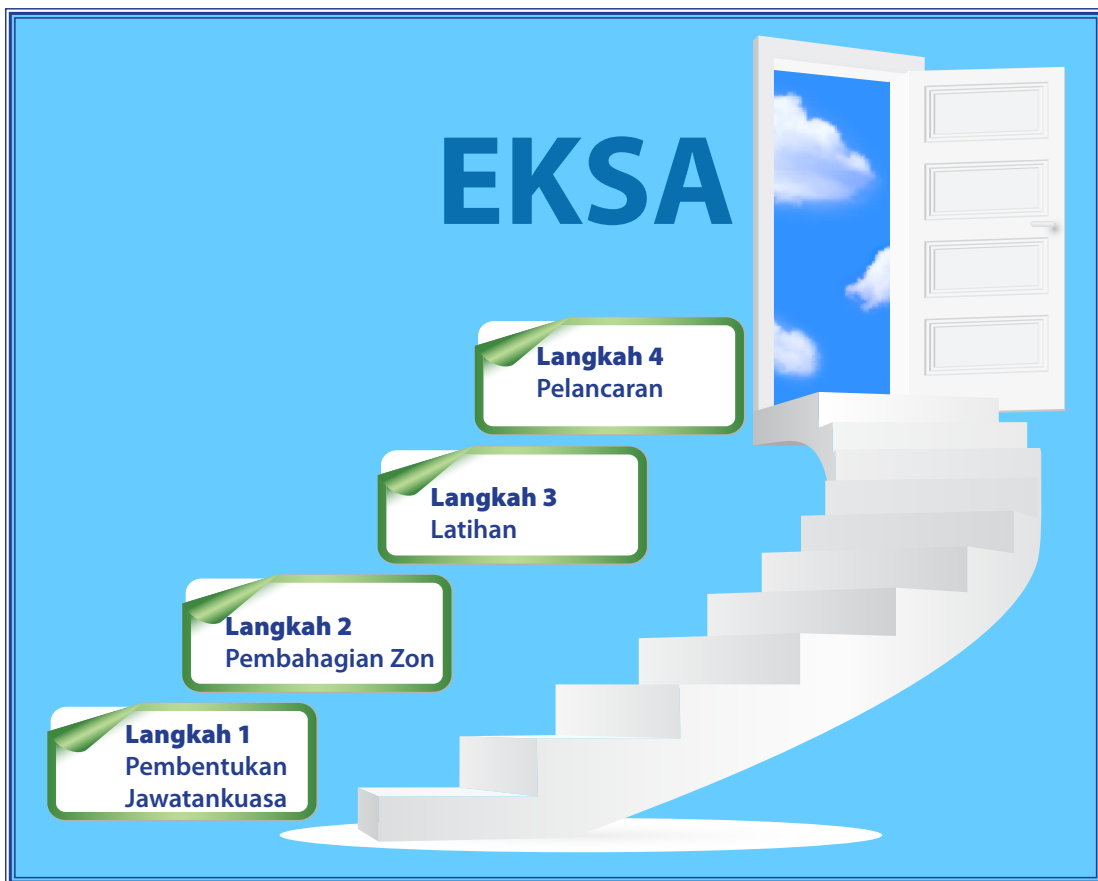 EKSA
Langkah 4
Pelancaran
Langkah 3
Latihan
Langkah 2
Pembahagian Zon
Langkah 1
Pembentukan
Jawatankuasa